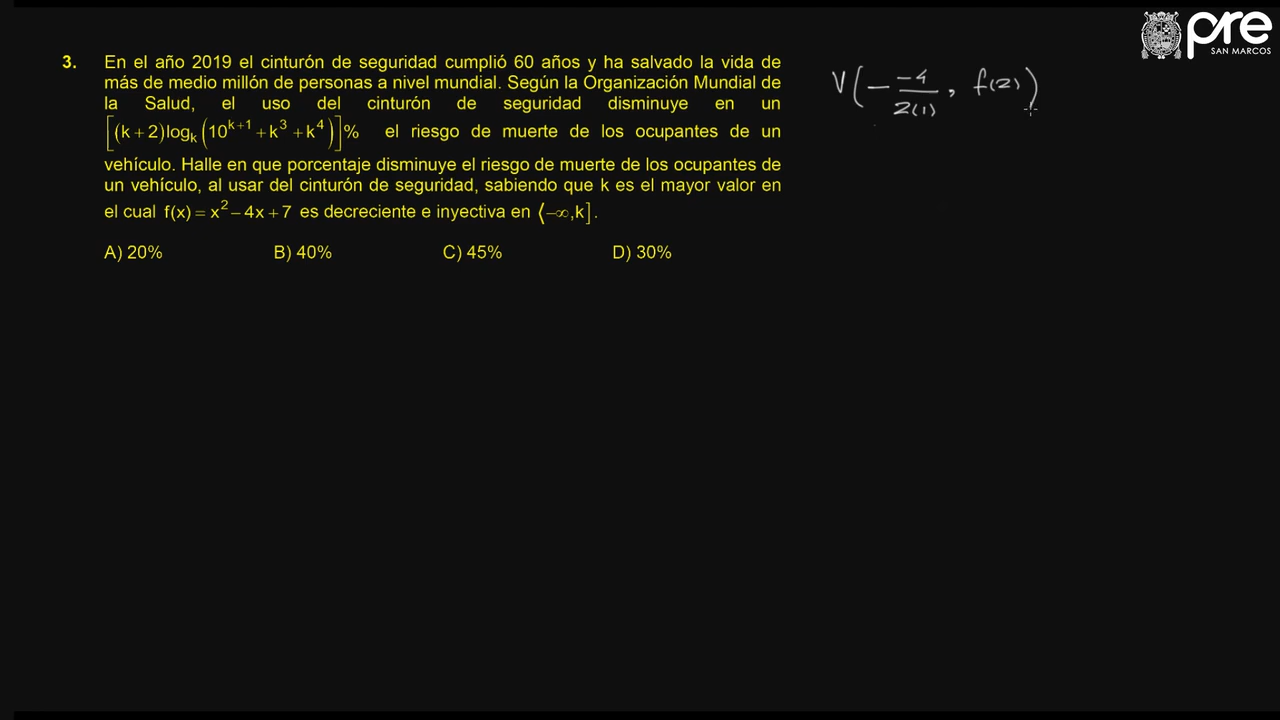 pre
SAN MARCOS
3. En el año 2019 el cinturón de seguridad cumplió 60 años y ha salvado la vida de
más de medio millón de personas a nivel mundial. Según la Organización Mundial de
la Salud, el uso del cinturón de seguridad disminuye en un
[(k+2)log_k(10^{k+1}+k^3+k^4)]% el riesgo de muerte de los ocupantes de un
vehículo. Halle en que porcentaje disminuye el riesgo de muerte de los ocupantes de
un vehículo, al usar del cinturón de seguridad, sabiendo que k es el mayor valor en
el cual f(x)=x^2-4x+7 es decreciente e inyectiva en ⟨-∞,k].
A) 20% B) 40% C) 45% D) 30%
V(- -4/2(1), f(2))